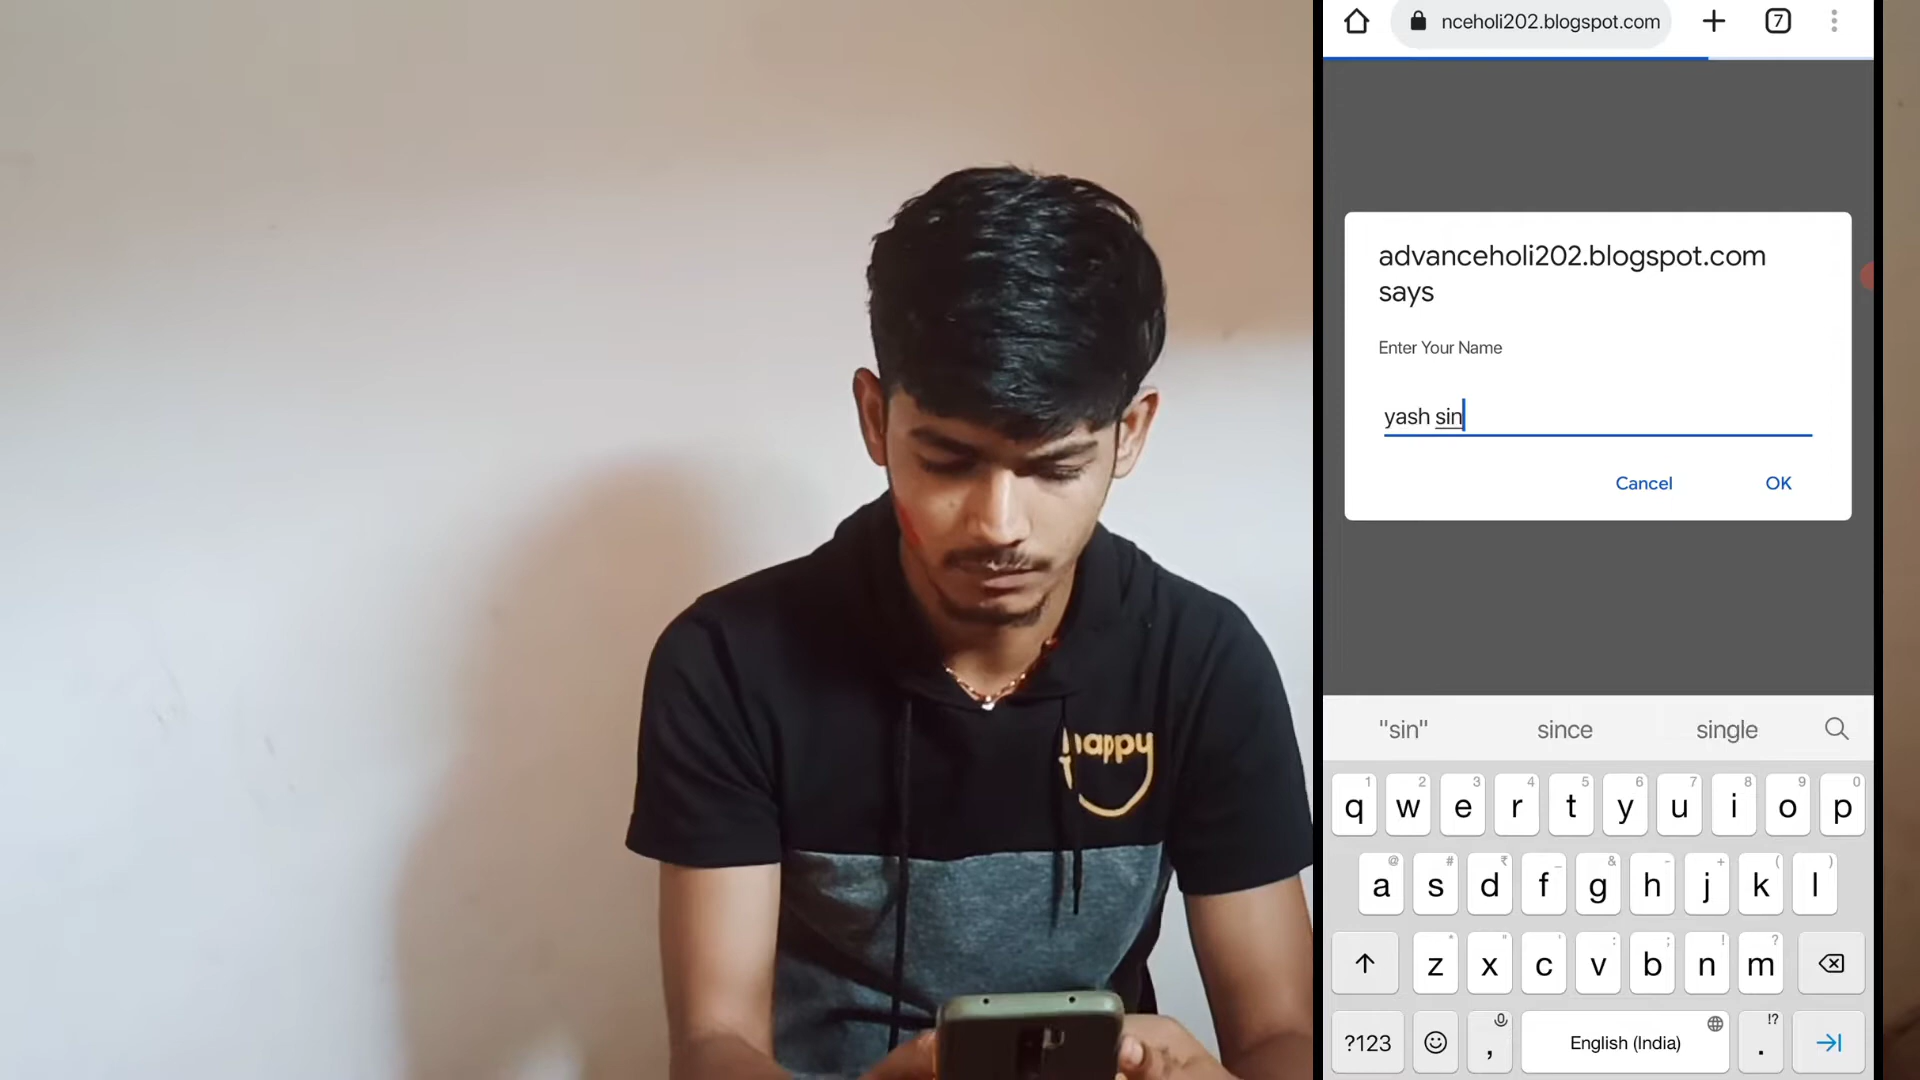 nceholi202.blogspot.com
7
advanceholi202.blogspot.com
says
Enter Your Name
yash sin
Cancel OK
"sin" since single
1 2 3 4 5 6 7 8 9 0
q w e r t y u i o p
@ # ₹ _ & - + ( )
a s d f g h j k l
* " ' : ; ! ?
z x c v b n m
?123 , English (India) . !?
happy